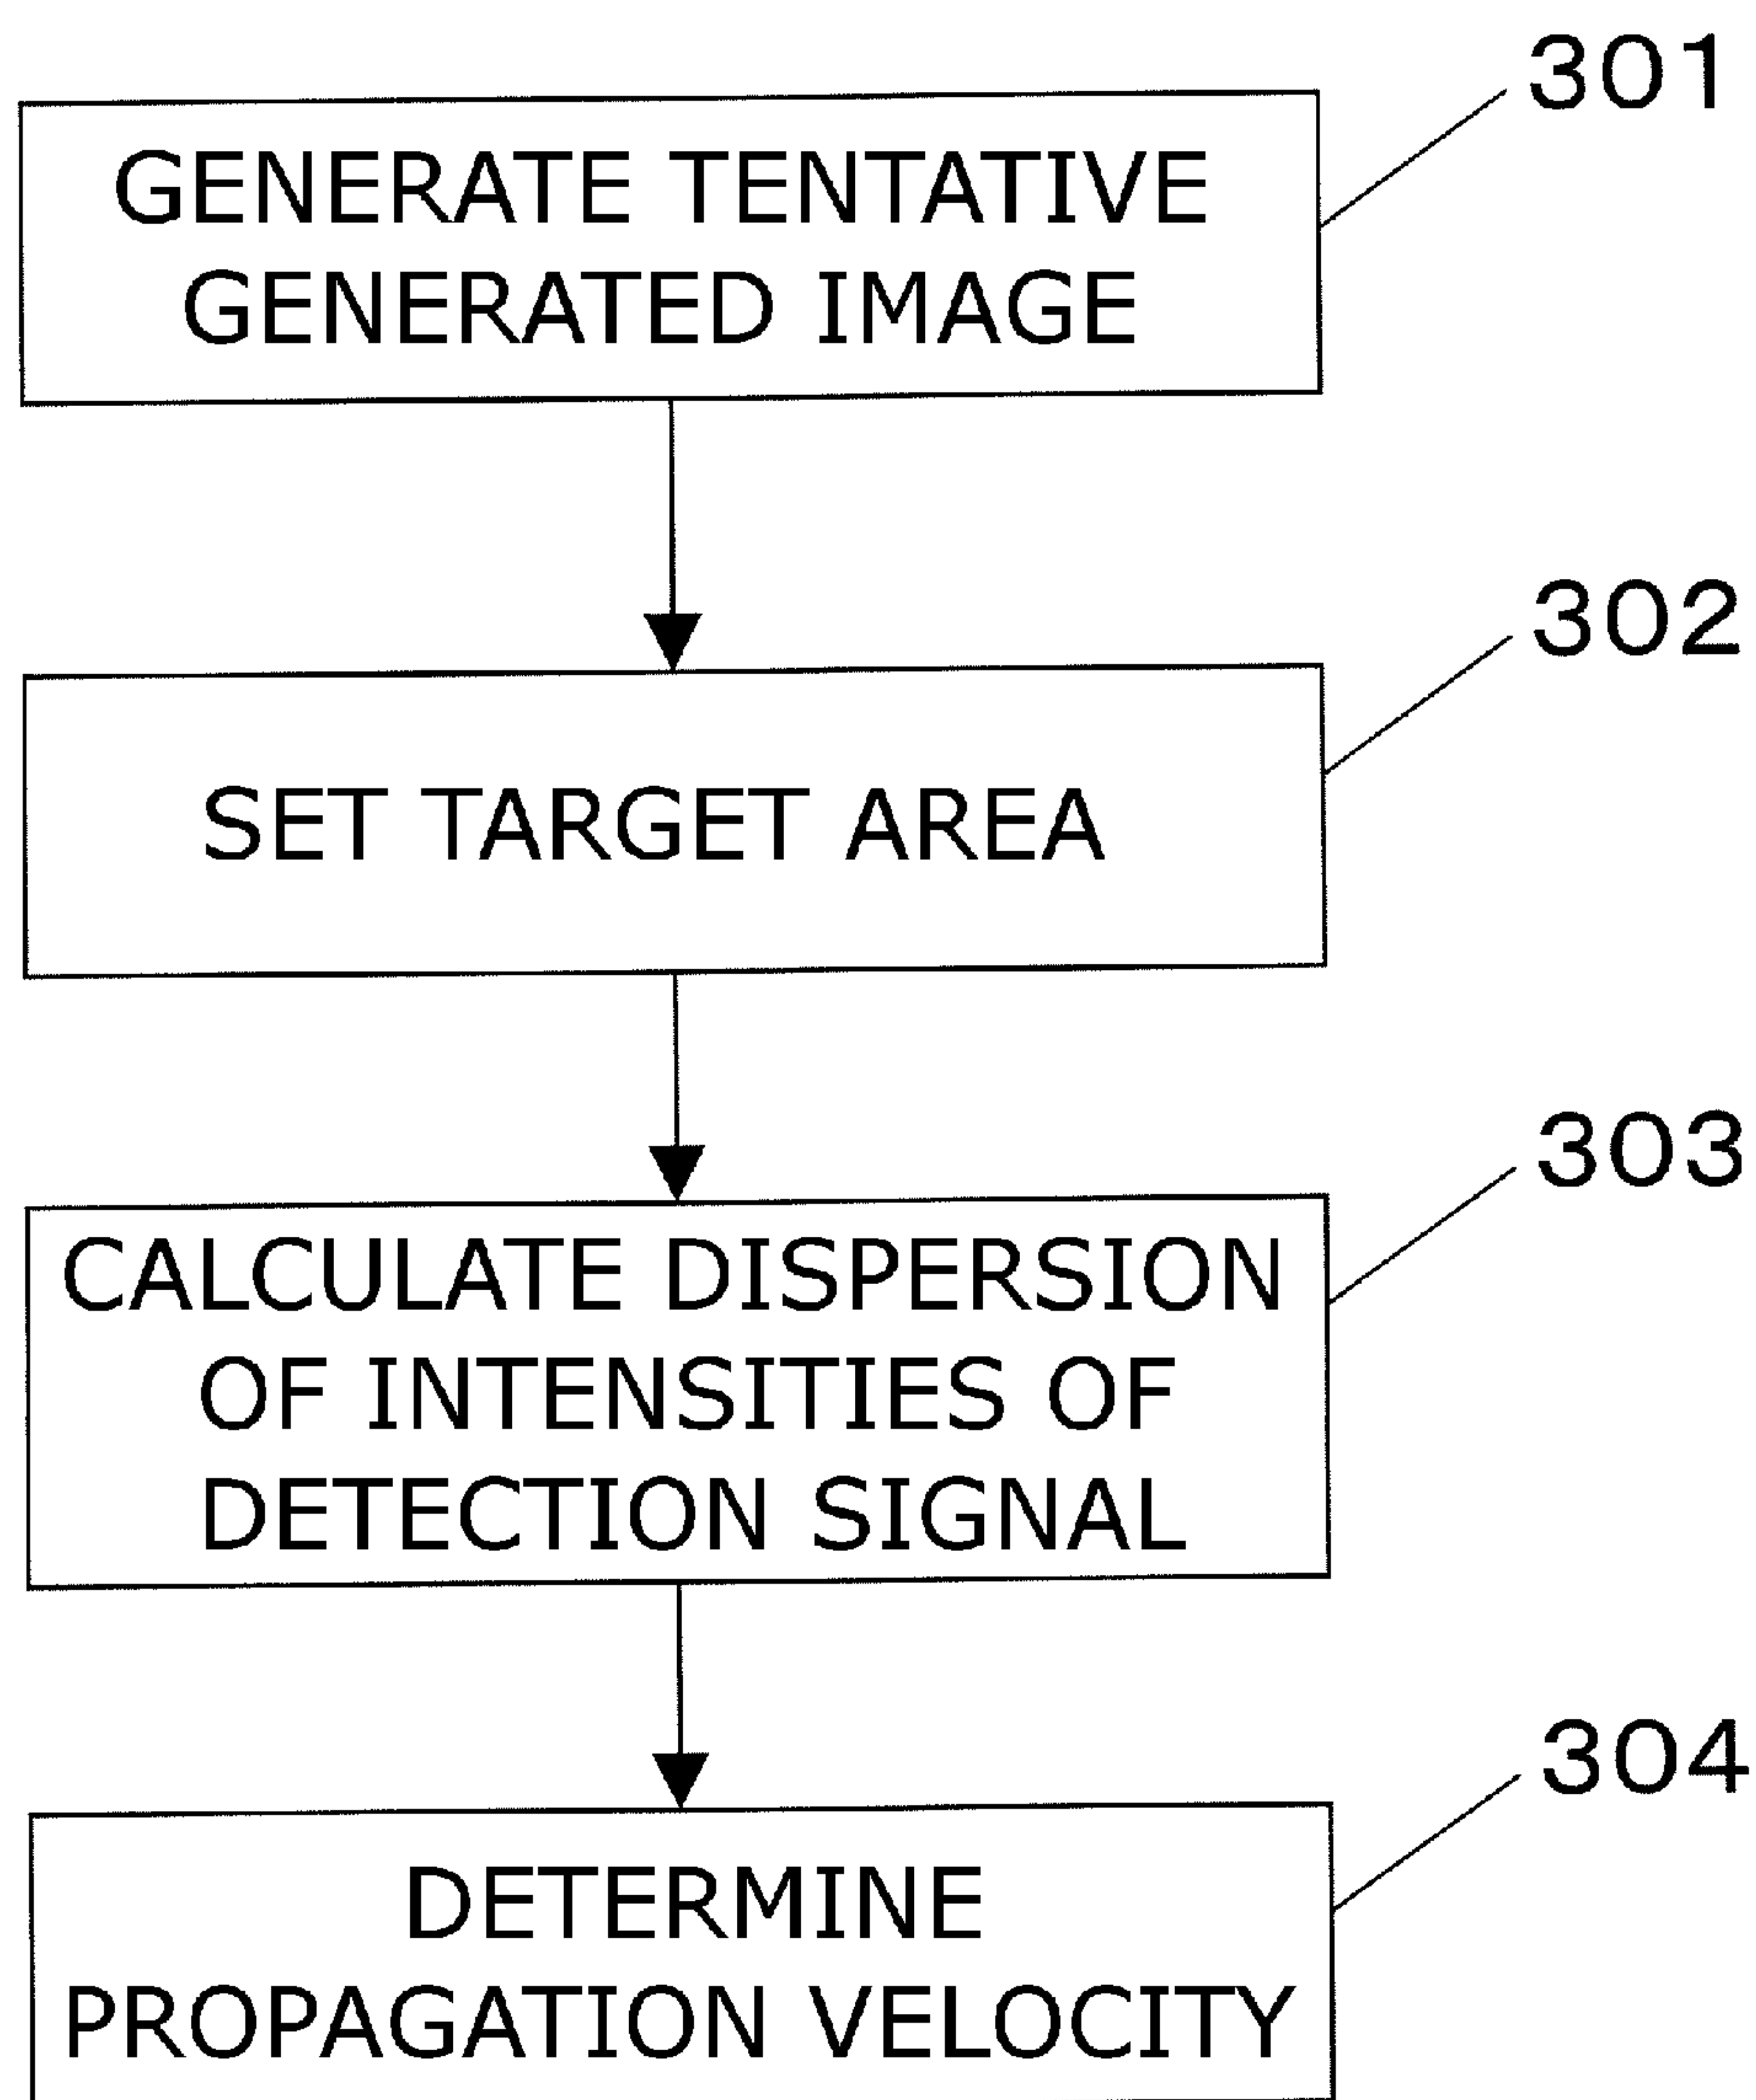 301
GENERATE TENTATIVE
GENERATED IMAGE
302
SET TARGET AREA
303
CALCULATE DISPERSION
OF INTENSITIES OF
DETECTION SIGNAL
304
DETERMINE
PROPAGATION VELOCITY